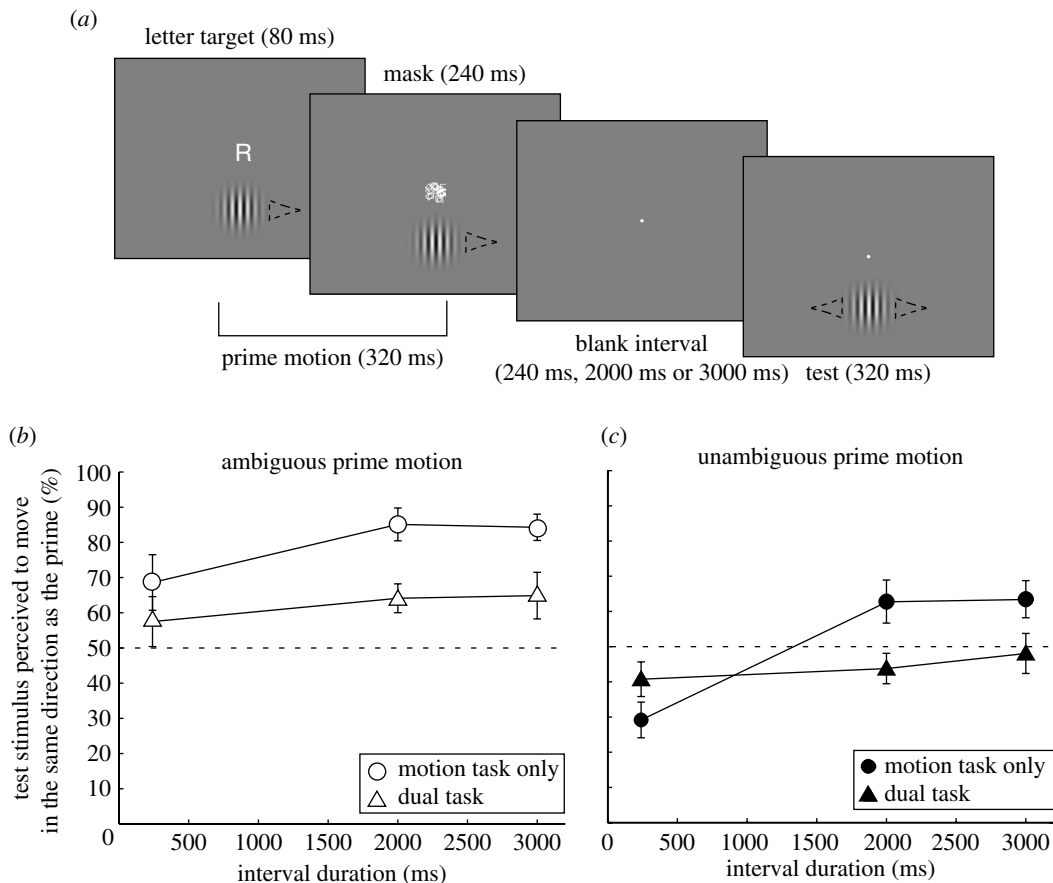 (a)
letter target (80 ms)
mask (240 ms)
R
prime motion (320 ms)
blank interval
(240 ms, 2000 ms or 3000 ms)
test (320 ms)
(b)
ambiguous prime motion
test stimulus perceived to move
in the same direction as the prime (%)
100
90
80
70
60
50
40
30
20
10
0
500 1000 1500 2000 2500 3000
interval duration (ms)
motion task only
dual task
(c)
unambiguous prime motion
motion task only
dual task
0
500 1000 1500 2000 2500 3000
interval duration (ms)